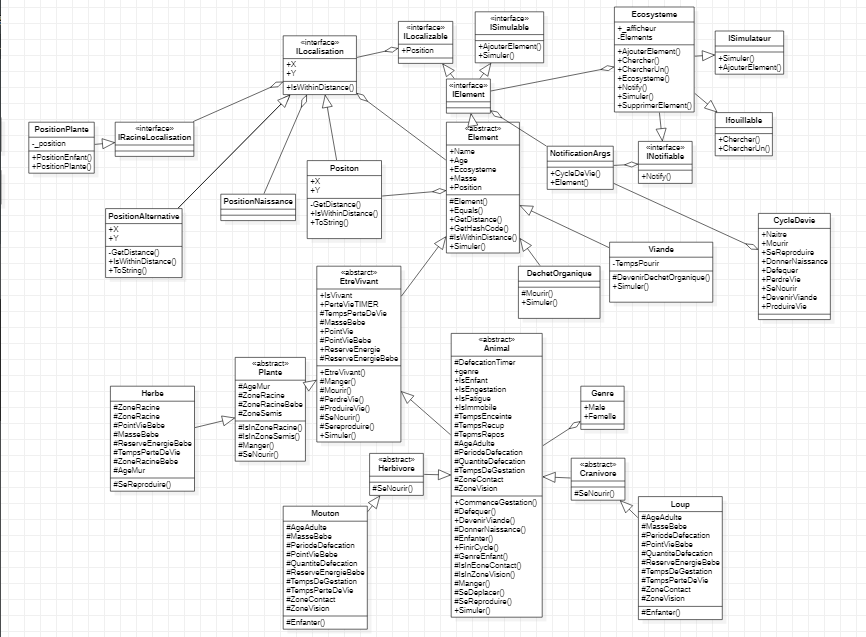 «interface»
ILocalisation
+X
+Y
+IsWithinDistance()
«interface»
ILocalizable
+Position
«interface»
ISimulable
+AjouterElement()
+Simuler()
Ecosysteme
+_afficheur
-Elements
+AjouterElement()
+Chercher()
+ChercherUn()
+Ecosysteme()
+Notify()
+Simuler()
+SupprimerElement()
ISimulateur
+Simuler()
+AjouterElement()
«interface»
IElement
Ifouillable
+Chercher()
+ChercherUn()
PositionPlante
-_position
+PositionEnfant()
+PositionPlante()
«interface»
IRacineLocalisation
«abstract»
Element
+Name
+Age
+Ecosysteme
+Masse
+Position
#Element()
+Equals()
+GetDistance()
+GetHashCode()
#IsWithinDistance()
+Simuler()
NotificationArgs
+CycleDeVie()
+Element()
«interface»
INotifiable
+Notify()
Positon
+X
+Y
-GetDistance()
+IsWithinDistance()
+ToString()
PositionNaissance
PositionAlternative
+X
+Y
-GetDistance()
+IsWithinDistance()
+ToString()
CycleDevie
+Naitre
+Mourir
+SeReproduire
+DonnerNaissance
+Defequer
+PerdreVie
+SeNourir
+DevenirViande
+ProduireVie
Viande
-TempsPourir
#DevenirDechetOrganique()
+Simuler()
DechetOrganique
#Mourir()
+Simuler()
«abstarct»
EtreVivant
+IsVivant
+PerteVieTIMER
#TempsPerteDeVie
#MasseBebe
+PointVie
#PointVieBebe
+ReserveEnergie
#ReserveEnergieBebe
+EtreVivant()
#Manger()
#Mourir()
#PerdreVie()
#ProduireVie()
#SeNourir()
#Sereproduire()
+Simuler()
«abstract»
Animal
#DefecationTimer
+genre
+IsEnfant
+IsEngestation
+IsFatigue
+IsImmobile
#TempsEnceinte
#TempsRecup
#TepmsRepos
#AgeAdulte
#PeriodeDefecation
#QuantiteDefecation
#TempsDeGestation
#ZoneContact
#ZoneVision
+CommenceGestation()
#Defequer()
+DevenirViande()
#DonnerNaissance()
#Enfanter()
+FinirCycle()
#GenreEnfant()
#IsInEoneContact()
#IsInZoneVision()
#Manger()
#SeDeplacer()
#SeReproduire()
+Simuler()
«abstract»
Plante
#AgeMur
#ZoneRacine
#ZoneRacineBebe
#ZoneSemis
#IsInZoneRacine()
#IsInZoneSemis()
#Manger()
#SeNourir()
Herbe
#ZoneRacine
#ZoneRacine
#PointVieBebe
#MasseBebe
#ReserveEnergieBebe
#TempsPerteDeVie
#ZoneRacineBebe
#AgeMur
#SeReproduire()
Genre
+Male
+Femelle
«abstract»
Herbivore
#SeNourir()
«abstract»
Cranivore
#SeNourir()
Mouton
#AgeAdulte
#MasseBebe
#PeriodeDefecation
#PointVieBebe
#QuantiteDefecation
#ReserveEnergieBebe
#TempsDeGestation
#TempsPerteDeVie
#ZoneContact
#ZoneVision
#Enfanter()
Loup
#AgeAdulte
#MasseBebe
#PeriodeDefecation
#PointVieBebe
#QuantiteDefecation
#ReserveEnergieBebe
#TempsDeGestation
#TempsPerteDeVie
#ZoneContact
#ZoneVision
#Enfanter()